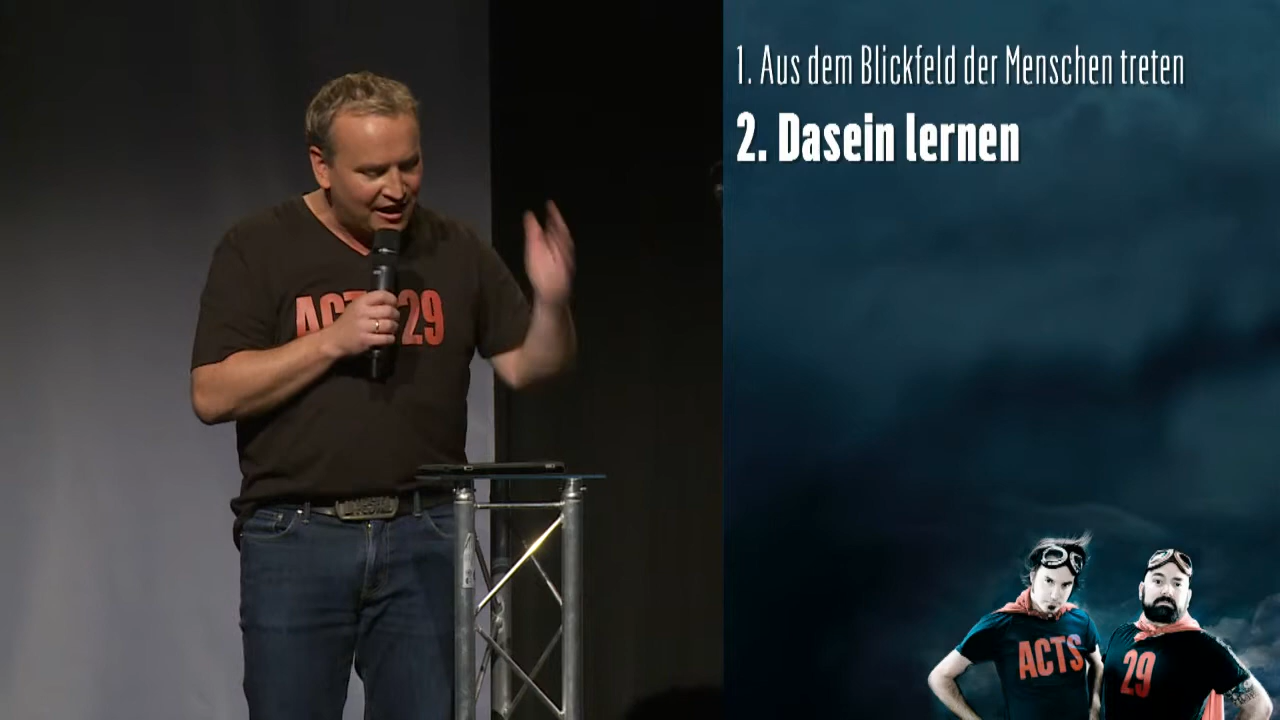 1. Aus dem Blickfeld der Menschen treten
2. Dasein lernen
ACTS 29
ACTS
29